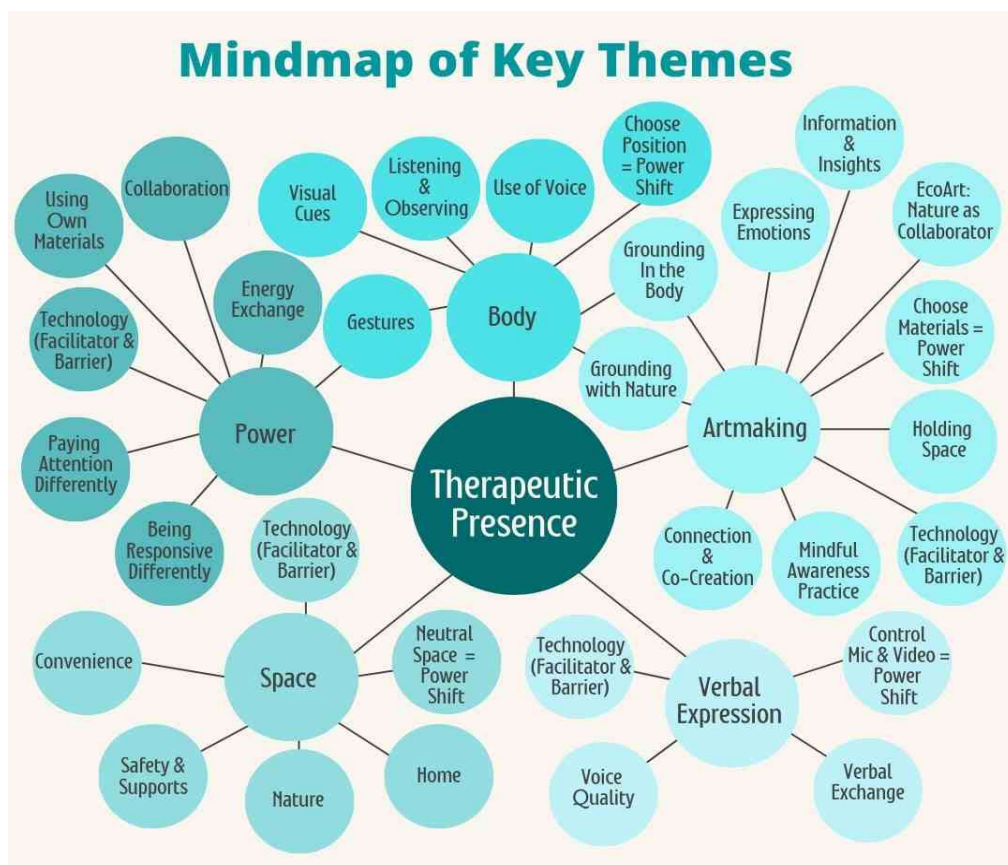 Mindmap of Key Themes
Using
Own
Materials
Collaboration
Visual
Cues
Listening
&
Observing
Use of Voice
Choose
Position
= Power
Shift
Information
&
Insights
Expressing
Emotions
EcoArt:
Nature as
Collaborator
Technology
(Facilitator &
Barrier)
Energy
Exchange
Gestures
Body
Grounding
In the
Body
Grounding
with Nature
Choose
Materials =
Power
Shift
Power
Artmaking
Holding
Space
Paying
Attention
Differently
Being
Responsive
Differently
Therapeutic
Presence
Technology
(Facilitator &
Barrier)
Connection
&
Co-Creation
Mindful
Awareness
Practice
Technology
(Facilitator &
Barrier)
Convenience
Space
Neutral
Space =
Power
Shift
Technology
(Facilitator &
Barrier)
Verbal
Expression
Control
Mic & Video =
Power
Shift
Safety &
Supports
Nature
Home
Voice
Quality
Verbal
Exchange